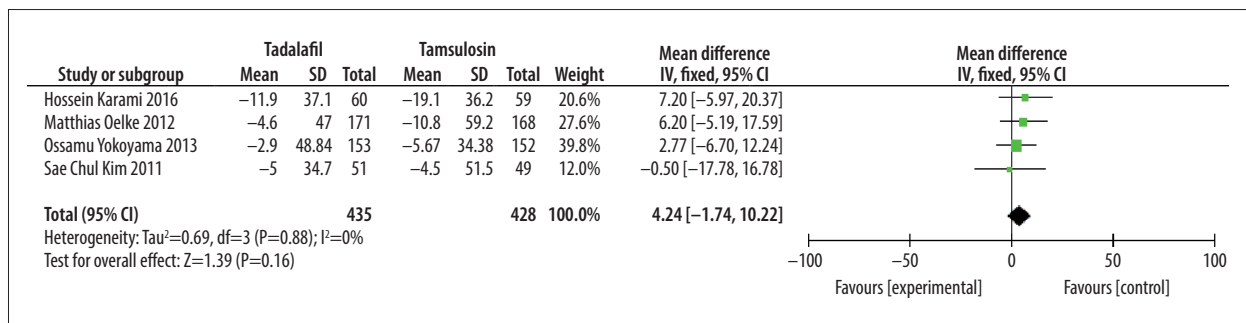 Tadalafil Tamsulosin Mean difference Mean difference
Study or subgroup Mean SD Total Mean SD Total Weight IV, fixed, 95% CI IV, fixed, 95% CI
Hossein Karami 2016 −11.9 37.1 60 −19.1 36.2 59 20.6% 7.20 [−5.97, 20.37]
Matthias Oelke 2012 −4.6 47 171 −10.8 59.2 168 27.6% 6.20 [−5.19, 17.59]
Ossamu Yokoyama 2013 −2.9 48.84 153 −5.67 34.38 152 39.8% 2.77 [−6.70, 12.24]
Sae Chul Kim 2011 −5 34.7 51 −4.5 51.5 49 12.0% −0.50 [−17.78, 16.78]
Total (95% CI) 435 428 100.0% 4.24 [−1.74, 10.22]
Heterogeneity: Tau²=0.69, df=3 (P=0.88); I²=0%
Test for overall effect: Z=1.39 (P=0.16)
−100 −50 0 50 100
Favours [experimental] Favours [control]